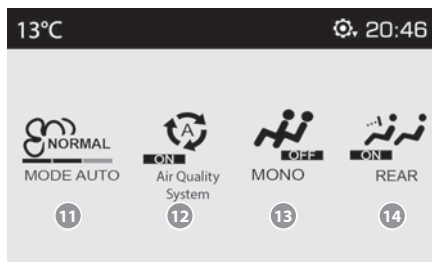 13°C 20:46
NORMAL
A
ON OFF ON
MODE AUTO Air Quality System MONO REAR
11 12 13 14